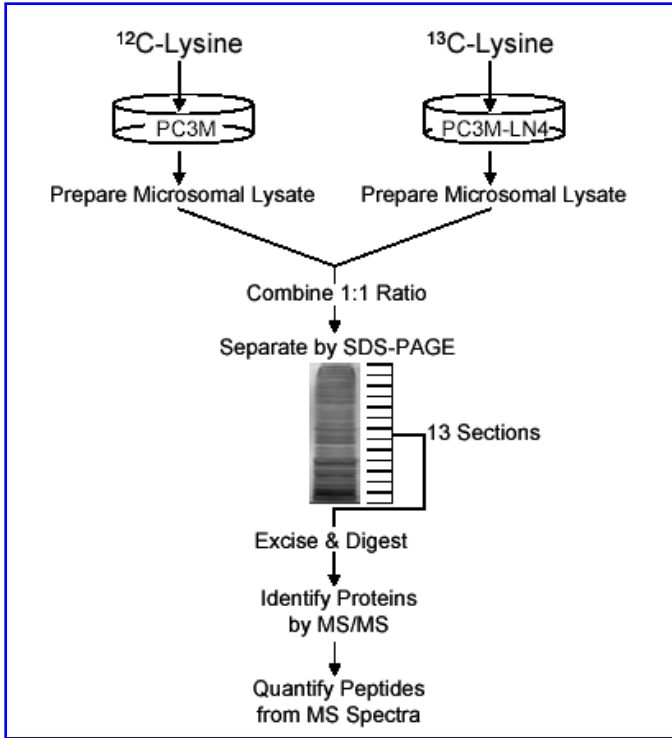 ¹²C-Lysine
¹³C-Lysine
PC3M
PC3M-LN4
Prepare Microsomal Lysate
Prepare Microsomal Lysate
Combine 1:1 Ratio
Separate by SDS-PAGE
13 Sections
Excise & Digest
Identify Proteins
by MS/MS
Quantify Peptides
from MS Spectra